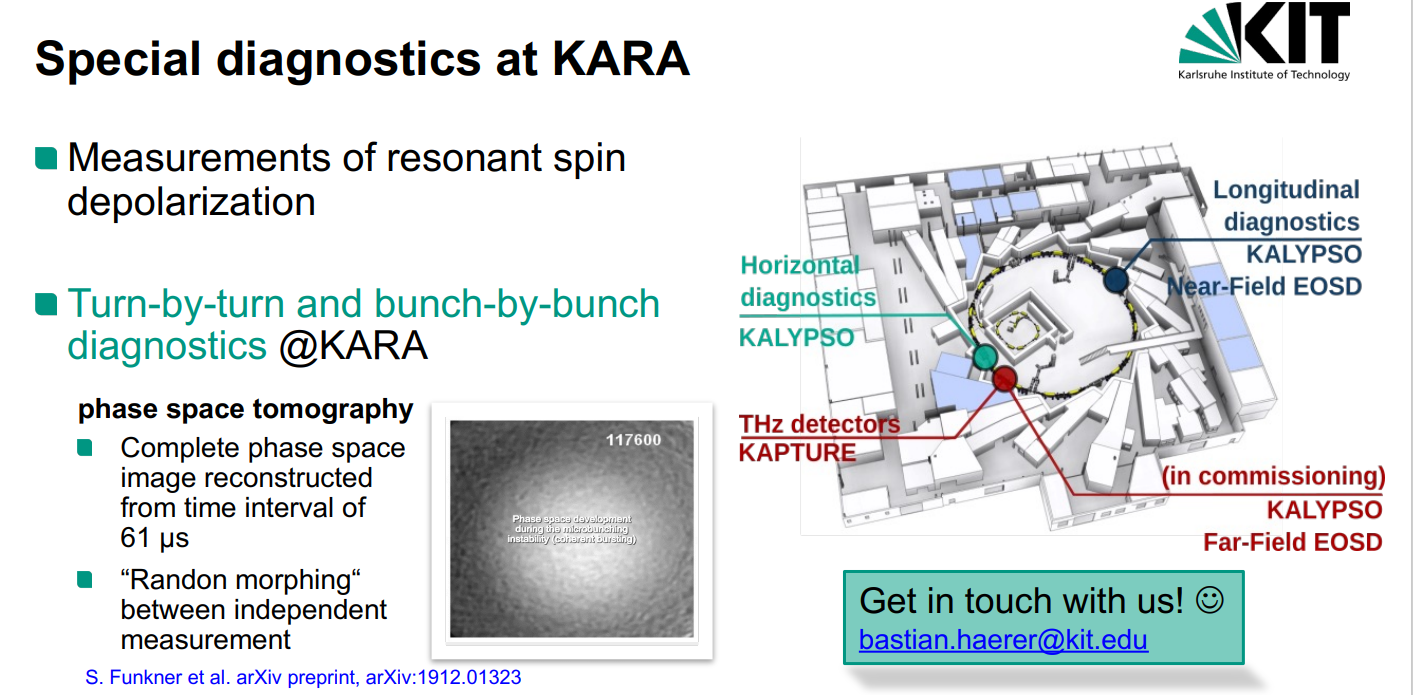 Special diagnostics at KARA
KIT
Karlsruhe Institute of Technology
Measurements of resonant spin
depolarization
Turn-by-turn and bunch-by-bunch
diagnostics @KARA
phase space tomography
Complete phase space
image reconstructed
from time interval of
61 µs
“Randon morphing“
between independent
measurement
S. Funkner et al. arXiv preprint, arXiv:1912.01323
117600
Phase space development
during the microbunching
instability (coherent bursting)
Horizontal
diagnostics
KALYPSO
THz detectors
KAPTURE
Longitudinal
diagnostics
KALYPSO
Near-Field EOSD
(in commissioning)
KALYPSO
Far-Field EOSD
Get in touch with us! ☺
bastian.haerer@kit.edu